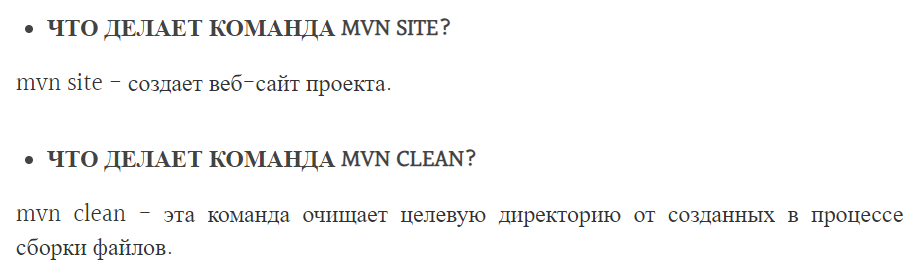 • ЧТО ДЕЛАЕТ КОМАНДА MVN SITE?
mvn site – создает веб-сайт проекта.
• ЧТО ДЕЛАЕТ КОМАНДА MVN CLEAN?
mvn clean – эта команда очищает целевую директорию от созданных в процессе
сборки файлов.